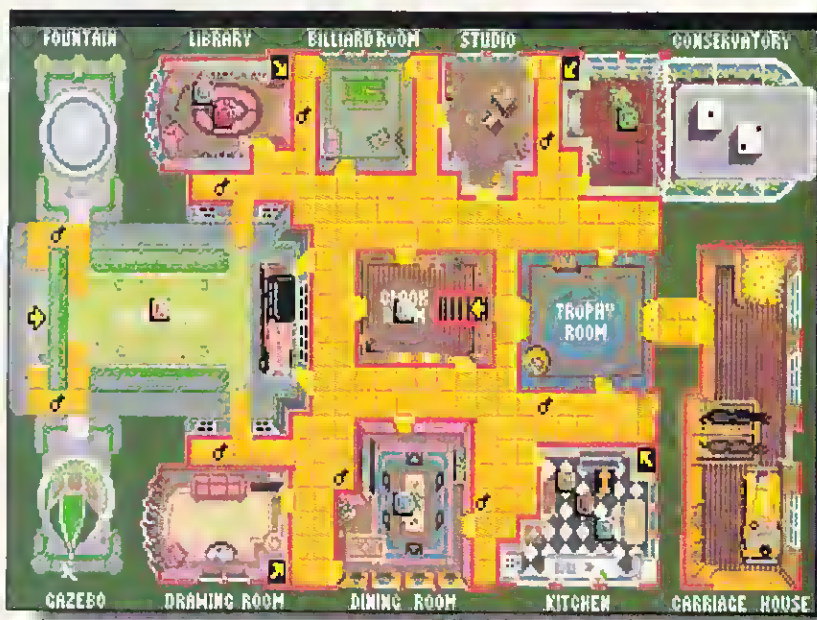 FOUNTAIN
LIBRARY
BILLIARD ROOM
STUDIO
CONSERVATORY
TROPHY
ROOM
GAZEBO
DRAWING ROOM
DINING ROOM
KITCHEN
CARRIAGE HOUSE